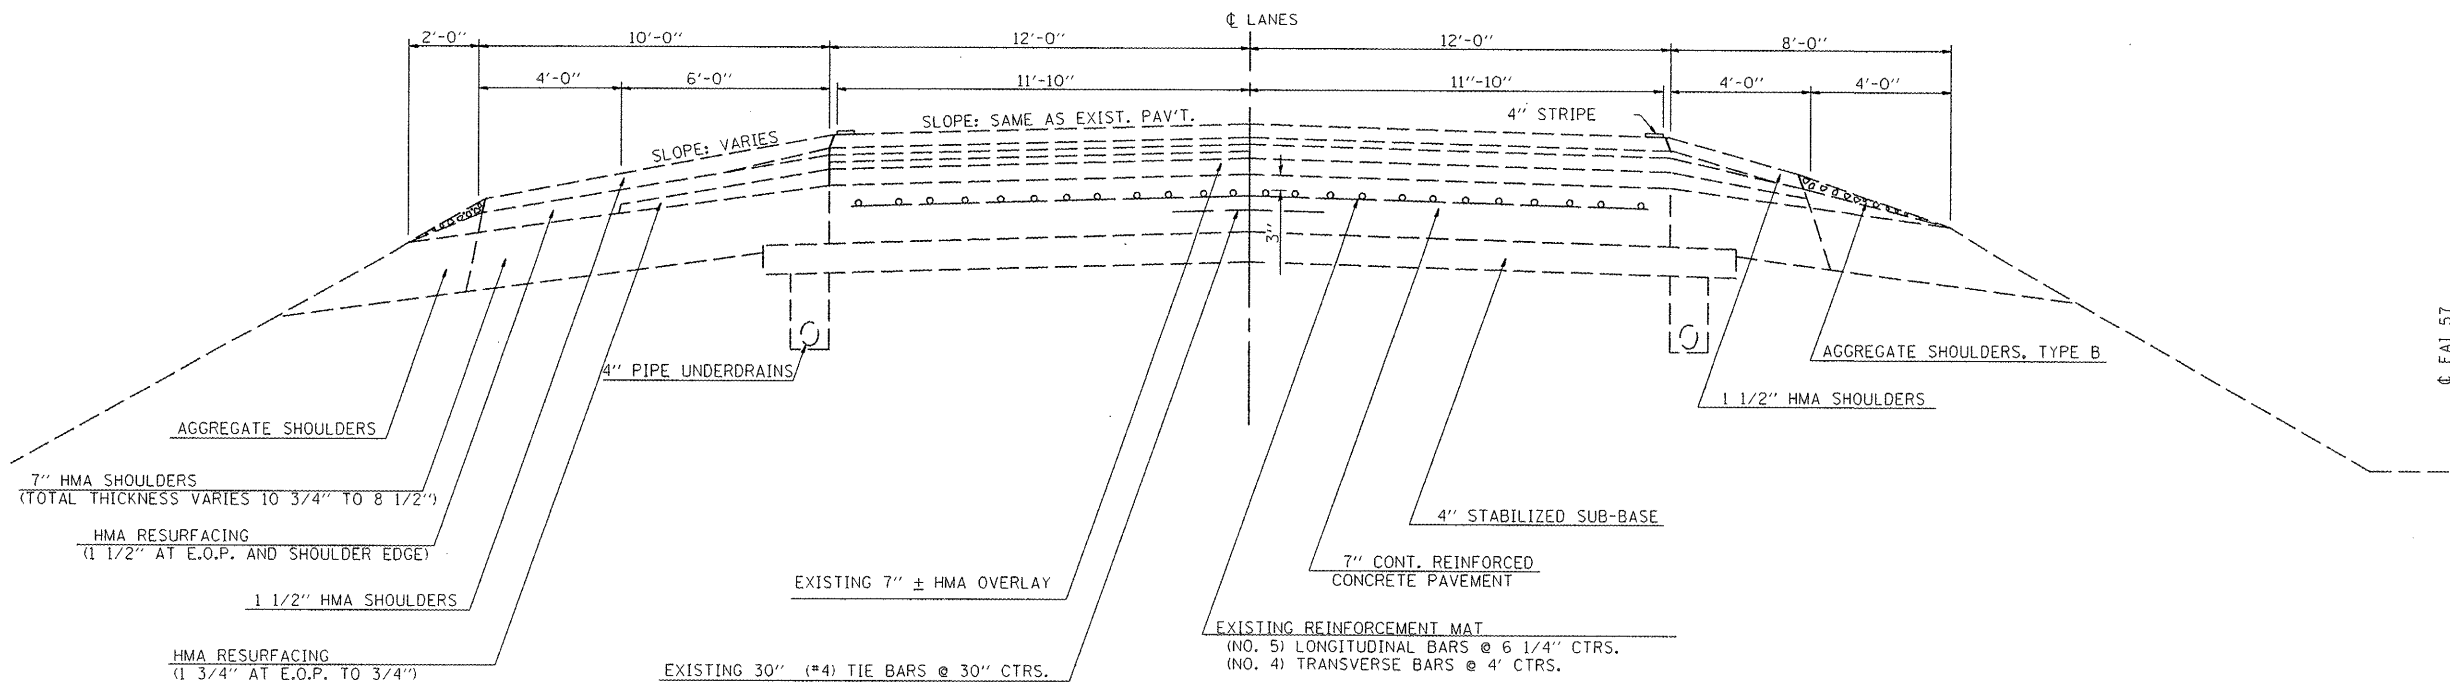 ℄ LANES
2'-0" 10'-0" 12'-0" 12'-0" 8'-0"
4'-0" 6'-0" 11'-10" 11"-10" 4'-0" 4'-0"
SLOPE: VARIES
SLOPE: SAME AS EXIST. PAV'T.
4" STRIPE
3"
℄ FAI 57
AGGREGATE SHOULDERS, TYPE B
4" PIPE UNDERDRAINS
1 1/2" HMA SHOULDERS
AGGREGATE SHOULDERS
7" HMA SHOULDERS
(TOTAL THICKNESS VARIES 10 3/4" TO 8 1/2")
4" STABILIZED SUB-BASE
HMA RESURFACING
(1 1/2" AT E.O.P. AND SHOULDER EDGE)
7" CONT. REINFORCED
CONCRETE PAVEMENT
EXISTING 7" ± HMA OVERLAY
1 1/2" HMA SHOULDERS
EXISTING REINFORCEMENT MAT
(NO. 5) LONGITUDINAL BARS @ 6 1/4" CTRS.
(NO. 4) TRANSVERSE BARS @ 4' CTRS.
HMA RESURFACING
(1 3/4" AT E.O.P. TO 3/4")
EXISTING 30" (#4) TIE BARS @ 30" CTRS.